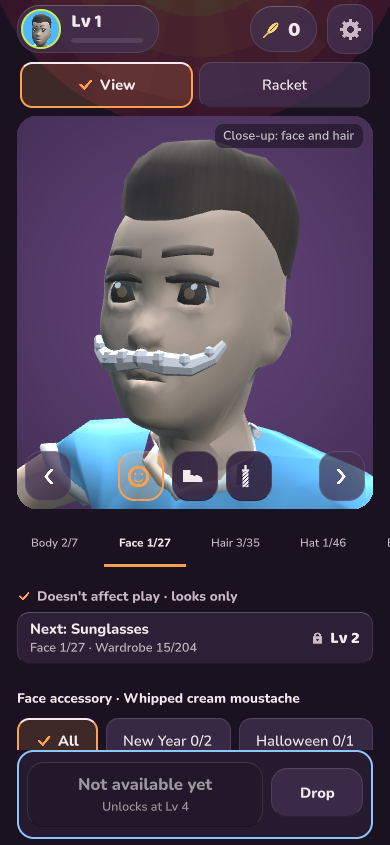 Lv 1
0
View
Racket
Close-up: face and hair
Body 2/7
Face 1/27
Hair 3/35
Hat 1/46
Doesn't affect play · looks only
Next: Sunglasses
Face 1/27 · Wardrobe 15/204
Lv 2
Face accessory · Whipped cream moustache
All
New Year 0/2
Halloween 0/1
Not available yet
Unlocks at Lv 4
Drop